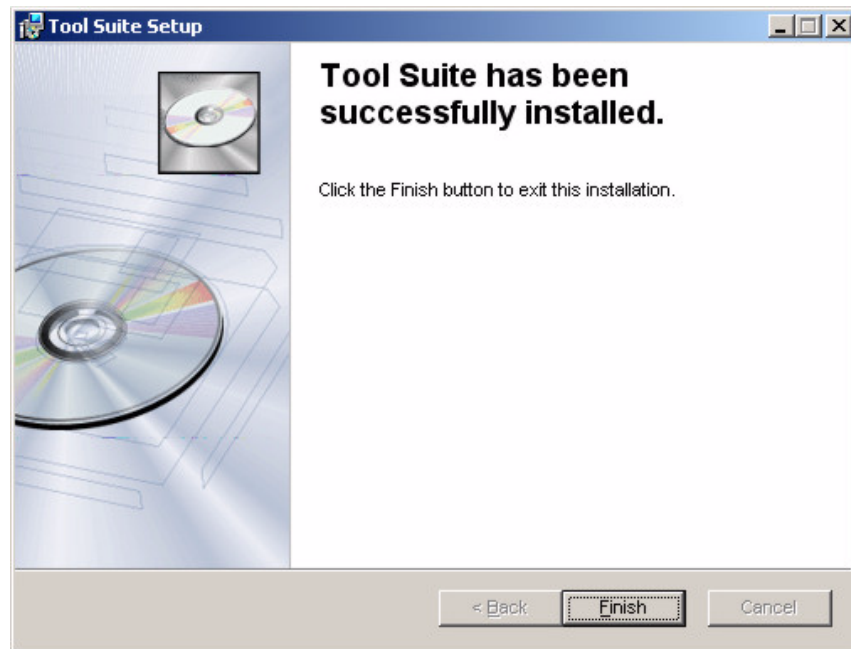 Tool Suite Setup
Tool Suite has been
successfully installed.
Click the Finish button to exit this installation.
< Back
Finish
Cancel